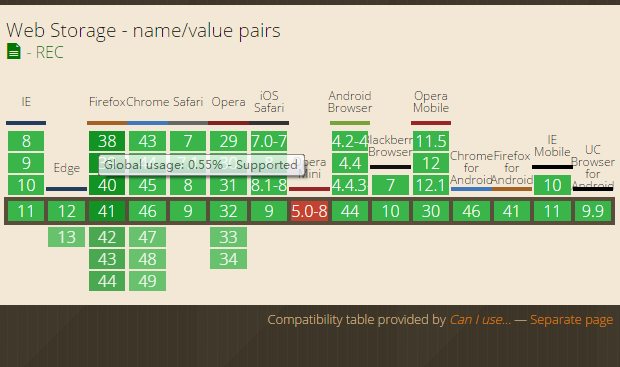 Web Storage - name/value pairs
- REC
IE Edge Firefox Chrome Safari Opera iOS Safari Android Browser Blackberry Browser Opera Mobile Chrome for Android Firefox for Android IE Mobile UC Browser for Android
8 38 43 7 29 7.0-7 4.2-4 11.5
Global usage: 0.55% - Supported
9 4.4 12
10 40 45 8 31 8.1-8 4.4.3 7 12.1 10
11 12 41 46 9 32 9 5.0-8 44 10 30 46 41 11 9.9
13 42 47 33
43 48 34
44 49
Compatibility table provided by Can I use... — Separate page